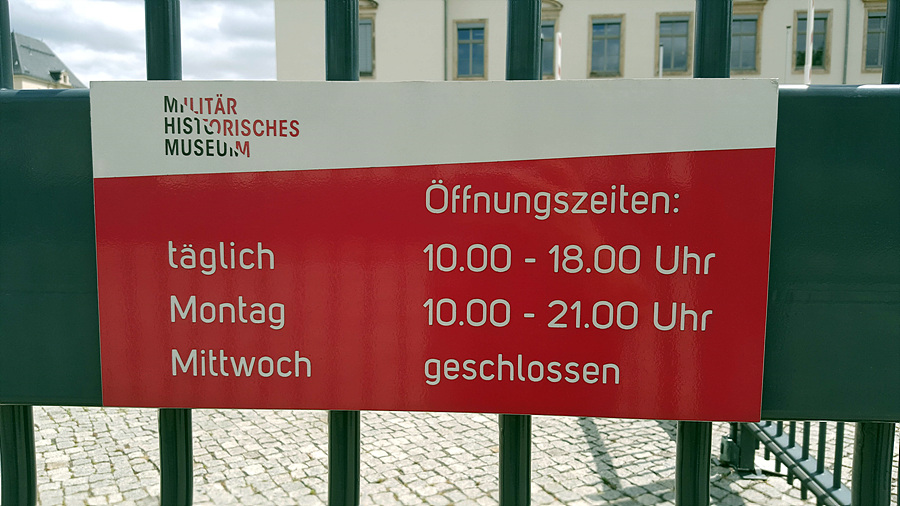 MILITÄR
HISTORISCHES
MUSEUM
Öffnungszeiten:
täglich 10.00 - 18.00 Uhr
Montag 10.00 - 21.00 Uhr
Mittwoch geschlossen